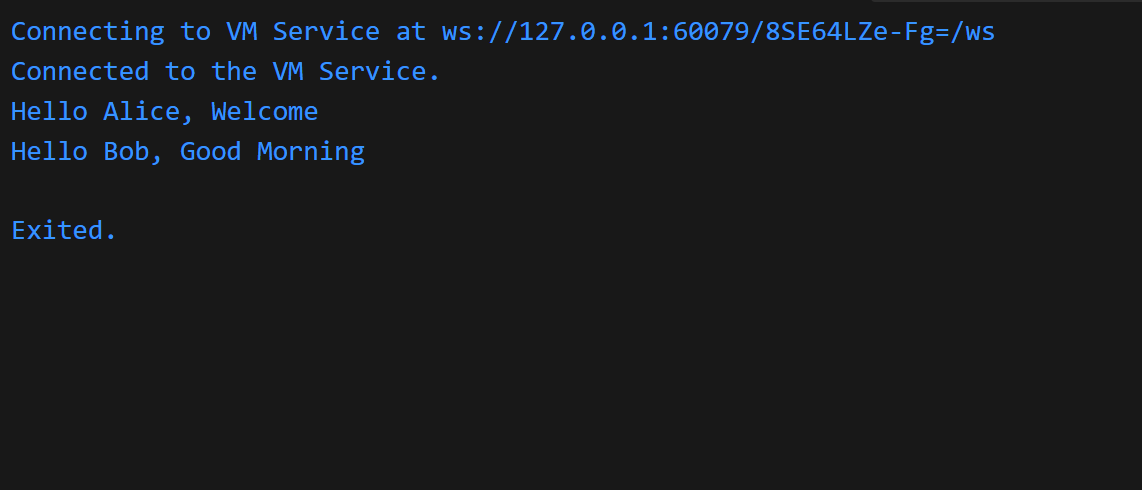 Connecting to VM Service at ws://127.0.0.1:60079/8SE64LZe-Fg=/ws
Connected to the VM Service.
Hello Alice, Welcome
Hello Bob, Good Morning
Exited.